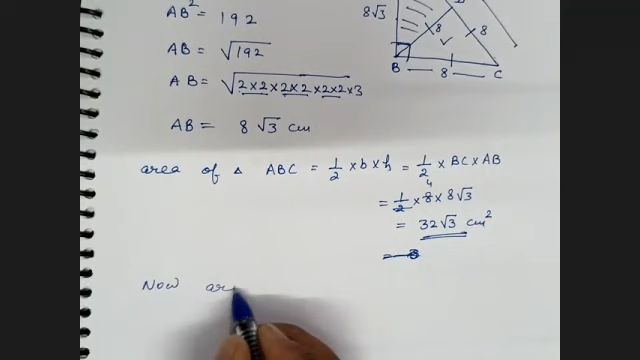 AB² = 192
AB = √192
AB = √2×2×2×2×2×2×3
AB = 8√3 cm
8√3
8
8
B
8
C
area of △ ABC = 1/2 × b × h = 1/2 × BC × AB
= 1/2 × 8 × 8√3
4
= 32√3 cm²
Now ar